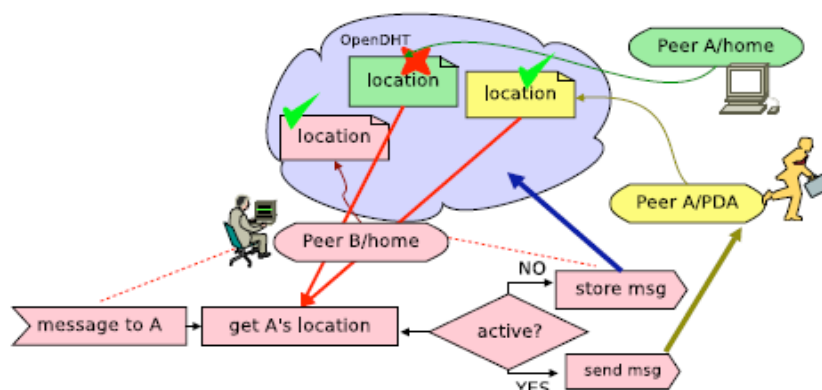 OpenDHT
Peer A/home
location
location
location
Peer A/PDA
Peer B/home
NO
store msg
message to A
get A's location
active?
send msg
YES